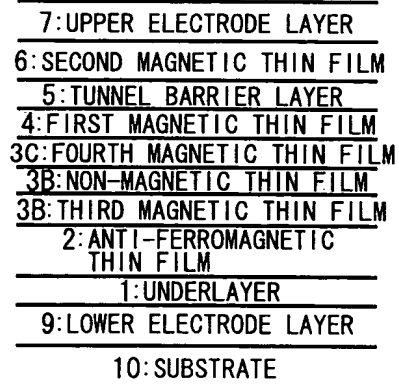 7:UPPER ELECTRODE LAYER
6:SECOND MAGNETIC THIN FILM
5:TUNNEL BARRIER LAYER
4:FIRST MAGNETIC THIN FILM
3C:FOURTH MAGNETIC THIN FILM
3B:NON-MAGNETIC THIN FILM
3B:THIRD MAGNETIC THIN FILM
2:ANTI-FERROMAGNETIC
THIN FILM
1:UNDERLAYER
9:LOWER ELECTRODE LAYER
10:SUBSTRATE